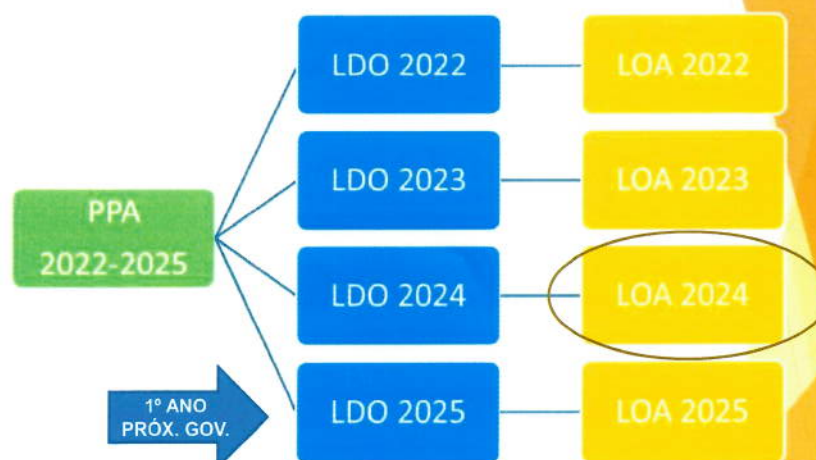 PPA
2022-2025
LDO 2022
LOA 2022
LDO 2023
LOA 2023
LDO 2024
LOA 2024
1º ANO
PRÓX. GOV.
LDO 2025
LOA 2025